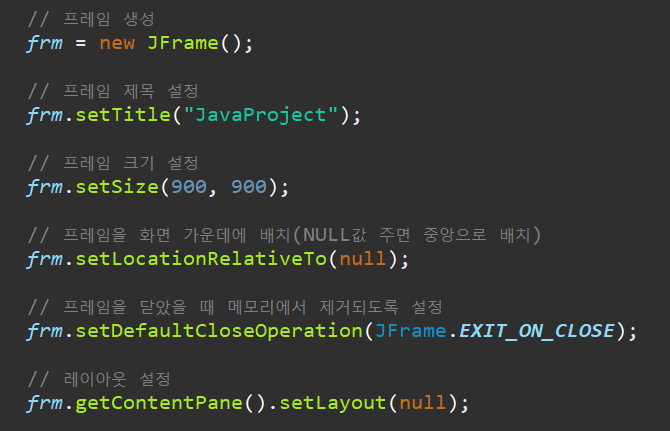 // 프레임 생성
frm = new JFrame();
// 프레임 제목 설정
frm.setTitle("JavaProject");
// 프레임 크기 설정
frm.setSize(900, 900);
// 프레임을 화면 가운데에 배치(NULL값 주면 중앙으로 배치)
frm.setLocationRelativeTo(null);
// 프레임을 닫았을 때 메모리에서 제거되도록 설정
frm.setDefaultCloseOperation(JFrame.EXIT_ON_CLOSE);
// 레이아웃 설정
frm.getContentPane().setLayout(null);